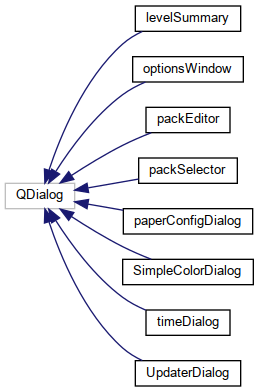 levelSummary
optionsWindow
packEditor
packSelector
QDialog
paperConfigDialog
SimpleColorDialog
timeDialog
UpdaterDialog